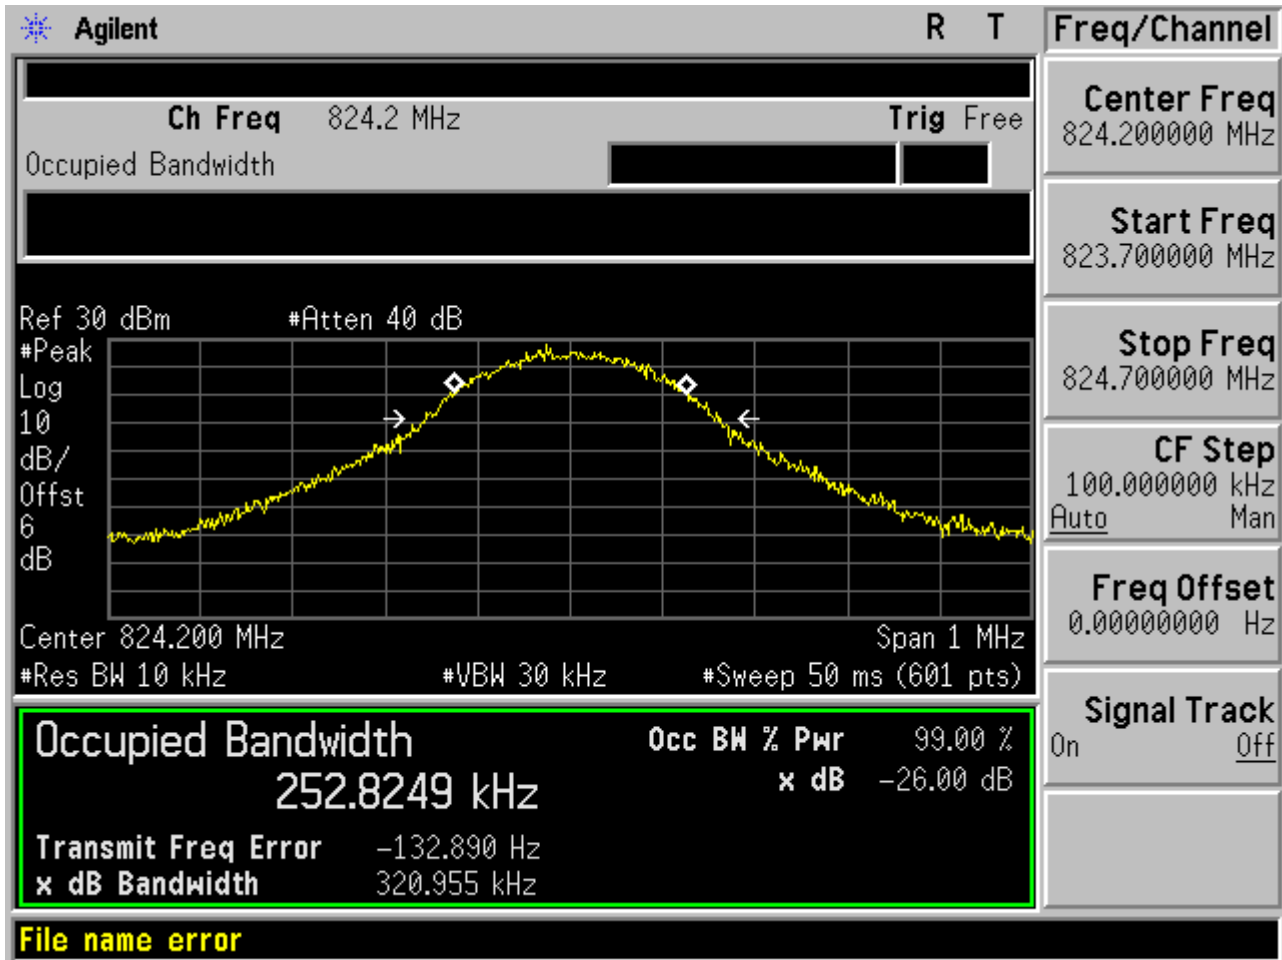 Agilent R T
Freq/Channel
Ch Freq 824.2 MHz Trig Free
Occupied Bandwidth
Center Freq
824.200000 MHz
Start Freq
823.700000 MHz
Stop Freq
824.700000 MHz
CF Step
100.000000 kHz
Auto Man
Freq Offset
0.00000000 Hz
Signal Track
On Off
Ref 30 dBm #Atten 40 dB
#Peak
Log
10
dB/
Offst
6
dB
Center 824.200 MHz Span 1 MHz
#Res BW 10 kHz #VBW 30 kHz #Sweep 50 ms (601 pts)
Occupied Bandwidth Occ BW % Pwr 99.00 %
252.8249 kHz x dB -26.00 dB
Transmit Freq Error -132.890 Hz
x dB Bandwidth 320.955 kHz
File name error